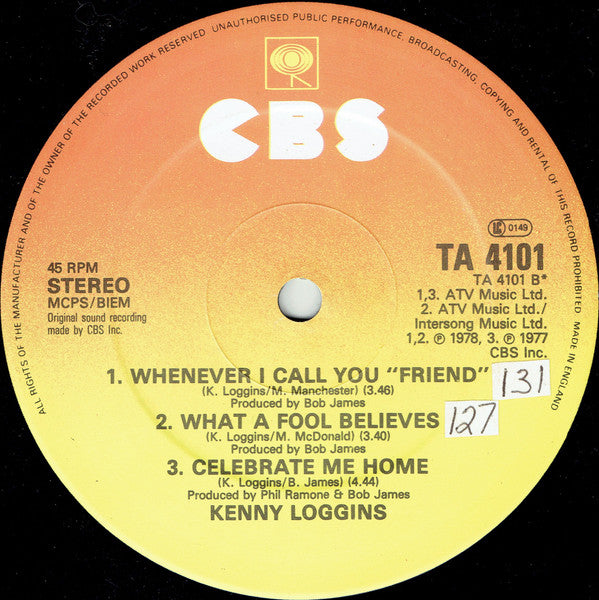 ALL RIGHTS OF THE MANUFACTURER AND OF THE OWNER OF THE RECORDED WORK RESERVED UNAUTHORISED PUBLIC PERFORMANCE, BROADCASTING, COPYING AND RENTAL OF THIS RECORD PROHIBITED. MADE IN ENGLAND
CBS
LC 0149
TA 4101
TA 4101 B*
1,3. ATV Music Ltd.
2. ATV Music Ltd./
Intersong Music Ltd.
1,2. ℗ 1978, 3. ℗ 1977
CBS Inc.
45 RPM
STEREO
MCPS/BIEM
Original sound recording
made by CBS Inc.
1. WHENEVER I CALL YOU "FRIEND" 131
(K. Loggins/M. Manchester) (3.46)
Produced by Bob James
2. WHAT A FOOL BELIEVES 127
(K. Loggins/M. McDonald) (3.40)
Produced by Bob James
3. CELEBRATE ME HOME
(K. Loggins/B. James) (4.44)
Produced by Phil Ramone & Bob James
KENNY LOGGINS